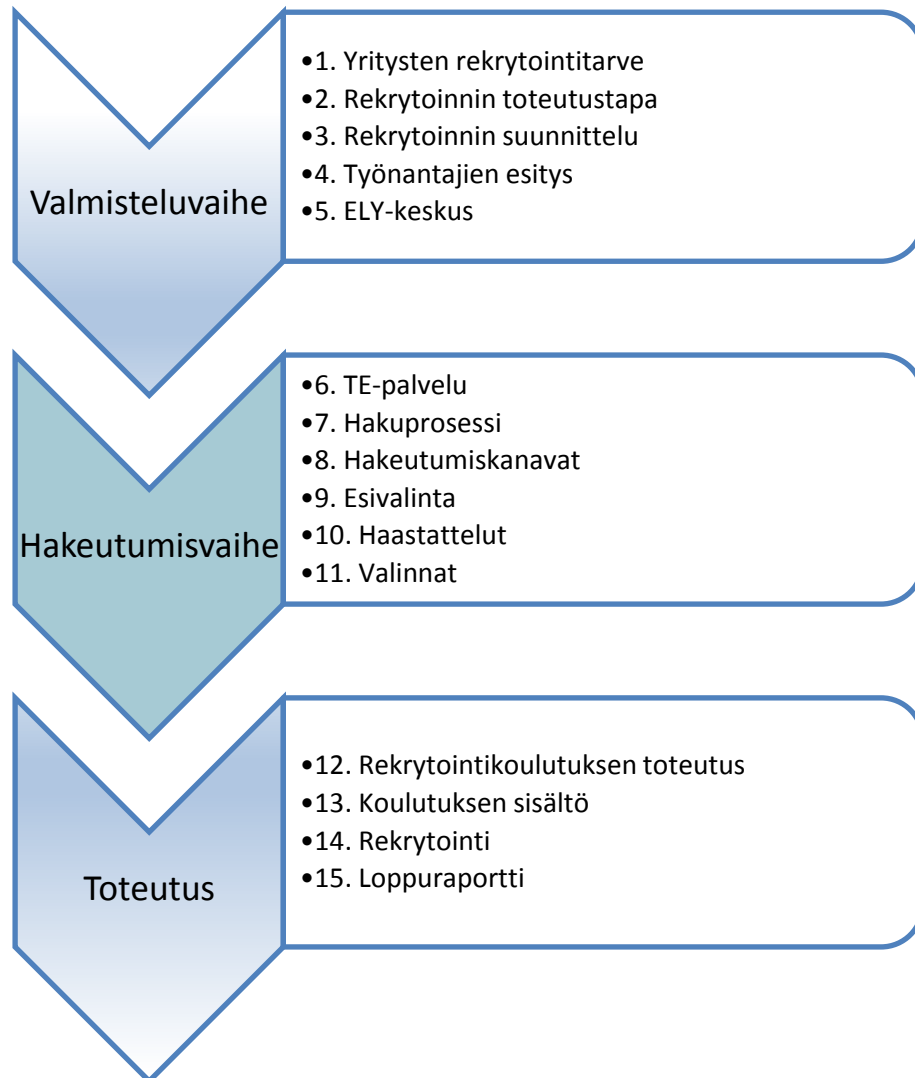 Valmisteluvaihe
•1. Yritysten rekrytointitarve
•2. Rekrytoinnin toteutustapa
•3. Rekrytoinnin suunnittelu
•4. Työnantajien esitys
•5. ELY-keskus
Hakeutumisvaihe
•6. TE-palvelu
•7. Hakuprosessi
•8. Hakeutumiskanavat
•9. Esivalinta
•10. Haastattelut
•11. Valinnat
Toteutus
•12. Rekrytointikoulutuksen toteutus
•13. Koulutuksen sisältö
•14. Rekrytointi
•15. Loppuraportti